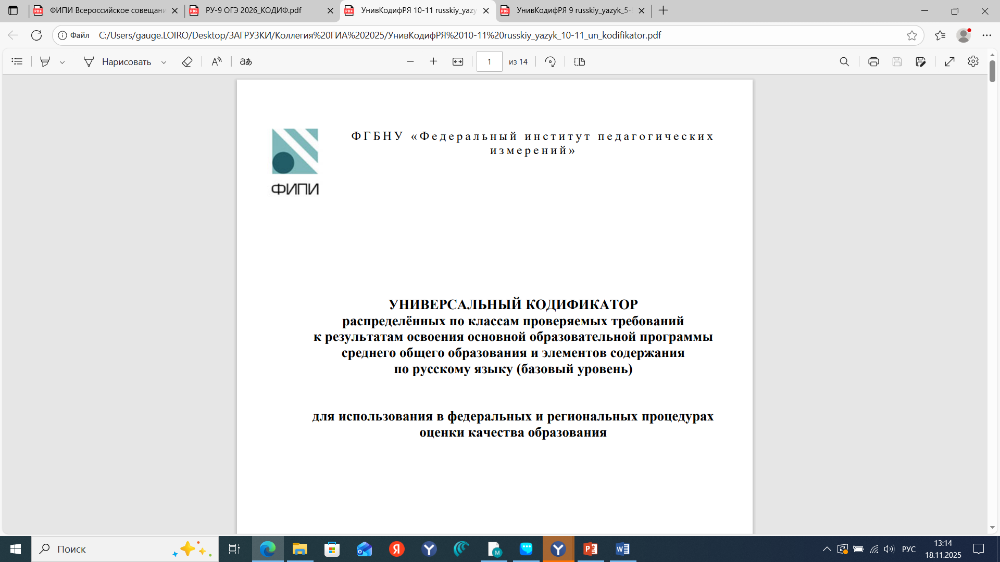 ФИПИ Всероссийское совещани
РУ-9 ОГЭ 2026_КОДИФ.pdf
УнивКодифРЯ 10-11 russkiy_yazy
УнивКодифРЯ 9 russkiy_yazyk_5-
Файл
C:/Users/gauge.LOIRO/Desktop/ЗАГРУЗКИ/Коллегия%20ГИА%202025/УнивКодифРЯ%2010-11%20russkiy_yazyk_10-11_un_kodifikator.pdf
Нарисовать
аあ
1
из 14
ФГБНУ «Федеральный институт педагогических
измерений»
ФИПИ
УНИВЕРСАЛЬНЫЙ КОДИФИКАТОР
распределённых по классам проверяемых требований
к результатам освоения основной образовательной программы
среднего общего образования и элементов содержания
по русскому языку (базовый уровень)
для использования в федеральных и региональных процедурах
оценки качества образования
Поиск
РУС
13:14
18.11.2025